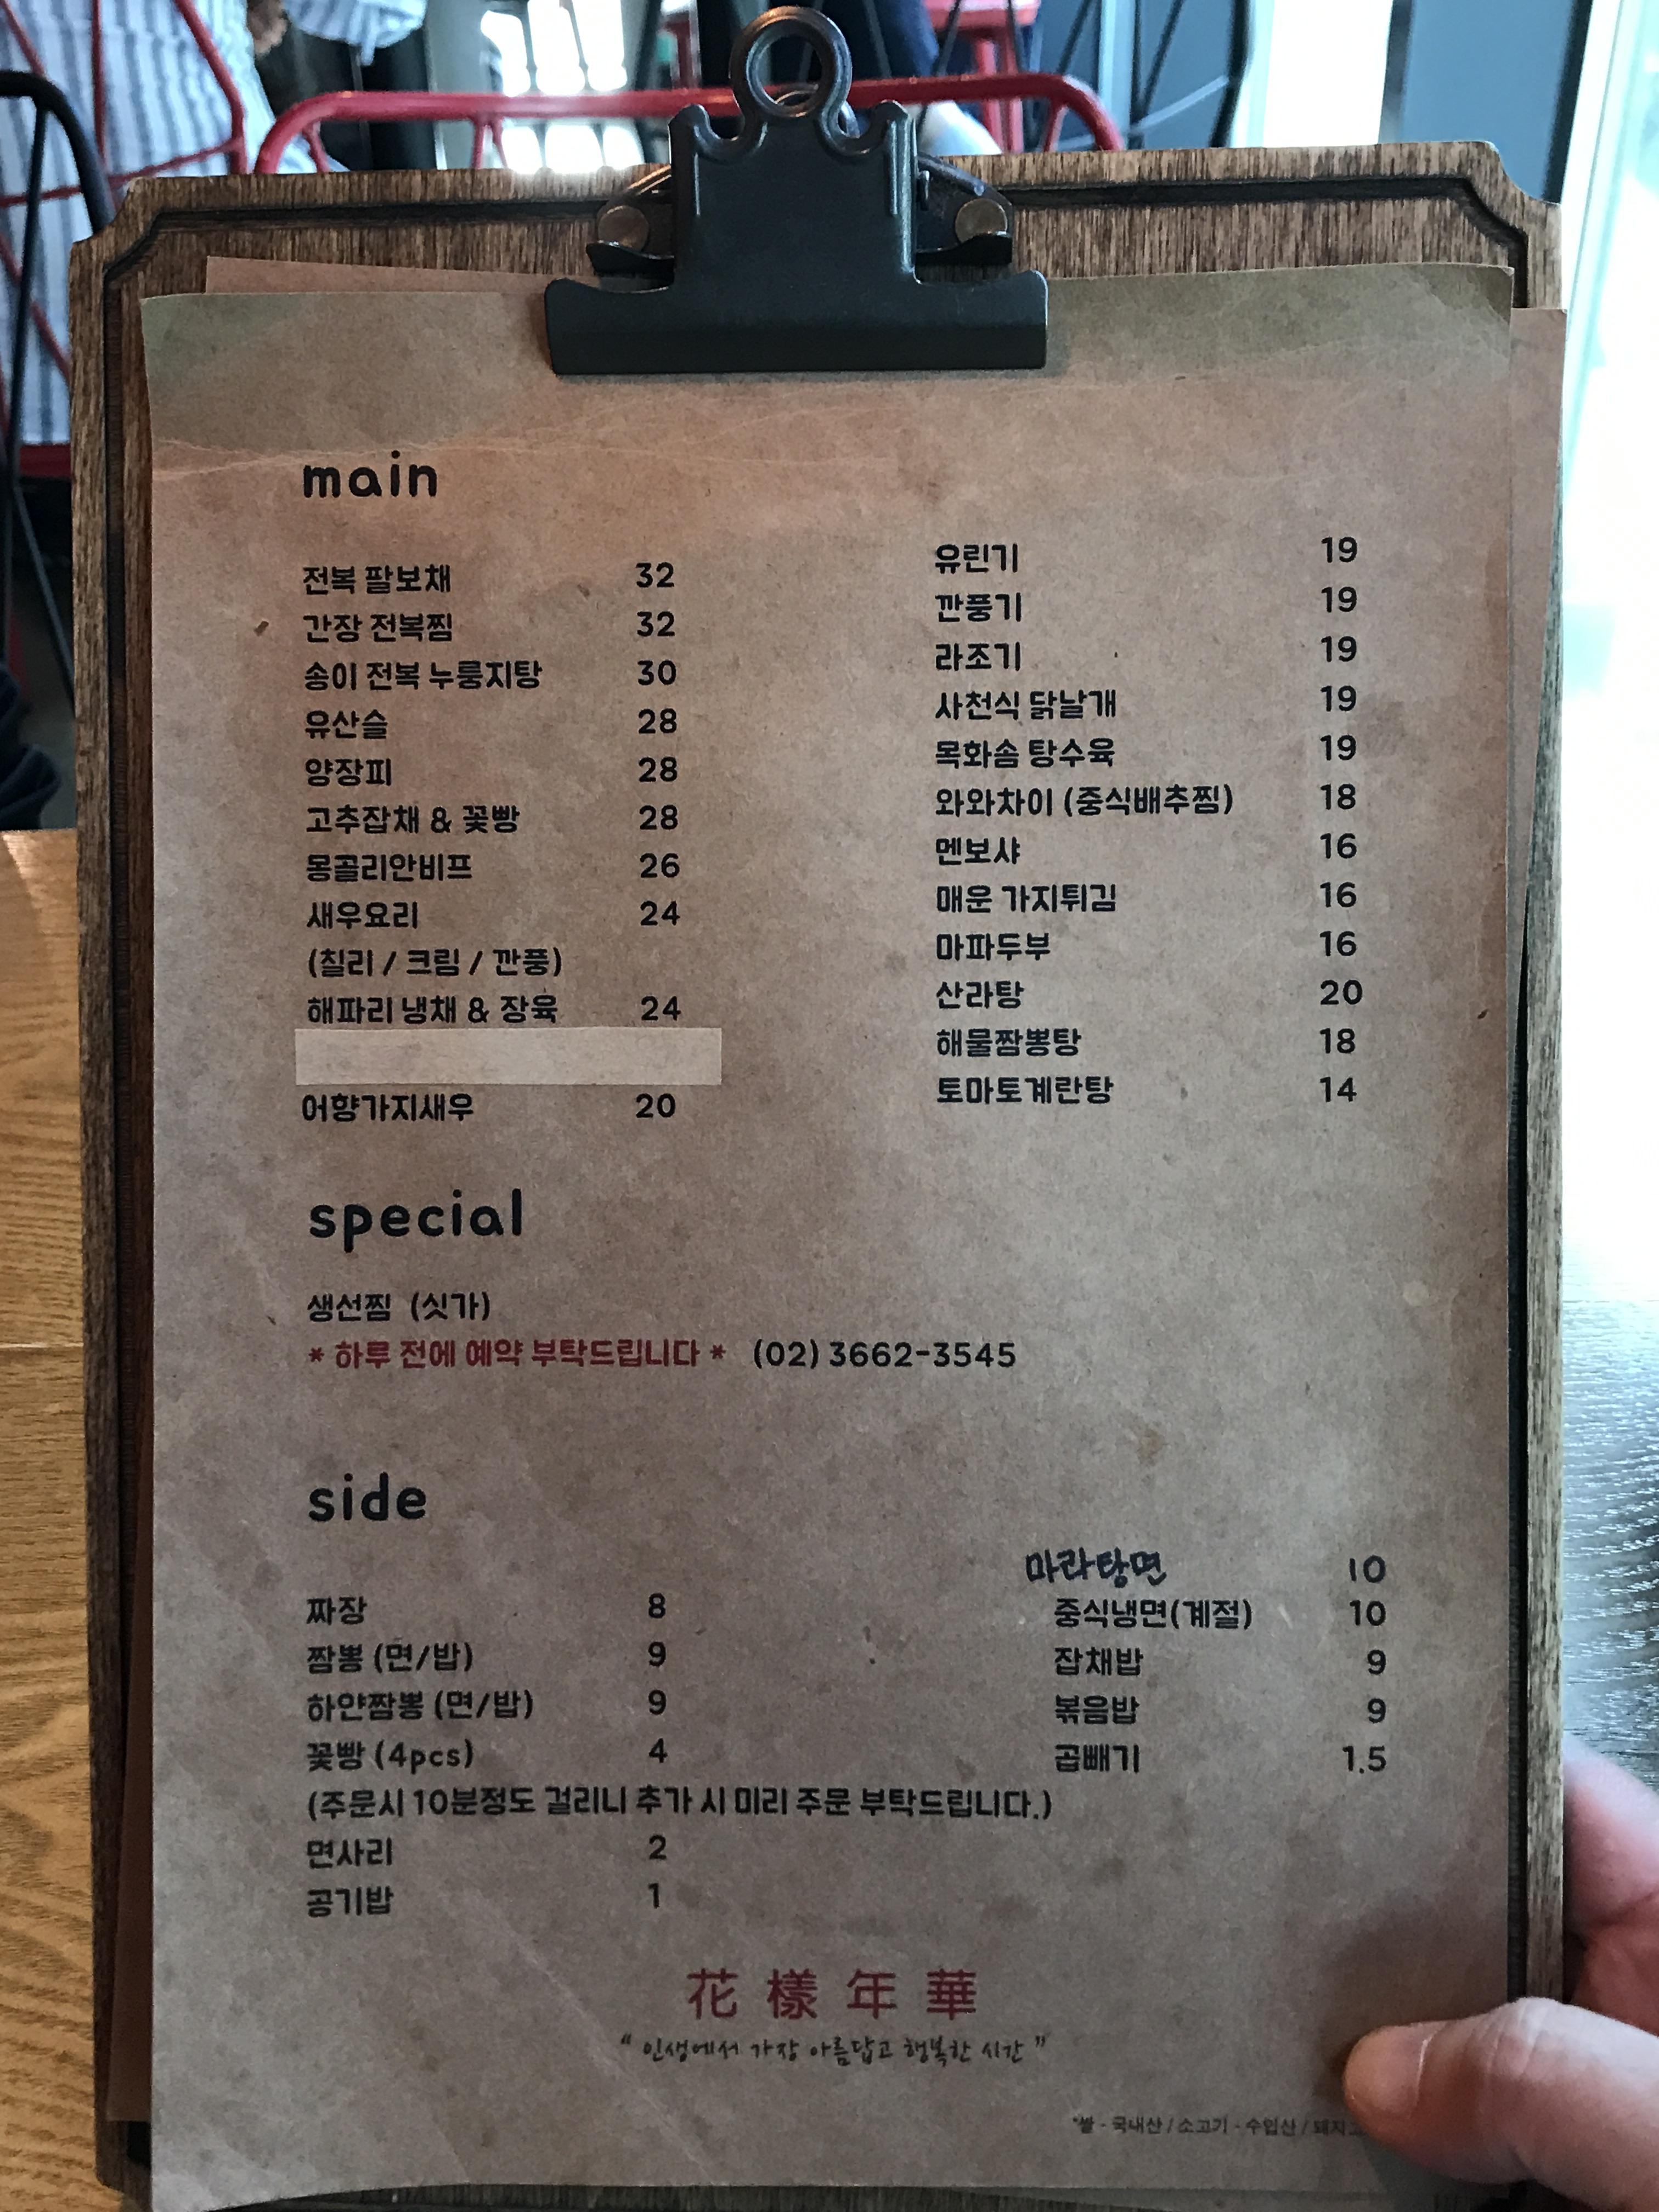 main
전복 팔보채 32
간장 전복찜 32
송이 전복 누룽지탕 30
유산슬 28
양장피 28
고추잡채 & 꽃빵 28
몽골리안비프 26
새우요리 24
(칠리 / 크림 / 깐풍)
해파리 냉채 & 장육 24
어향가지새우 20
유린기 19
깐풍기 19
라조기 19
사천식 닭날개 19
목화솜 탕수육 19
와와차이 (중식배추찜) 18
멘보샤 16
매운 가지튀김 16
마파두부 16
산라탕 20
해물짬뽕탕 18
토마토계란탕 14
special
생선찜 (싯가)
* 하루 전에 예약 부탁드립니다 * (02) 3662-3545
side
짜장 8
짬뽕 (면/밥) 9
하얀짬뽕 (면/밥) 9
꽃빵 (4pcs) 4
(주문시 10분정도 걸리니 추가 시 미리 주문 부탁드립니다.)
면사리 2
공기밥 1
마라탕면 10
중식냉면(계절) 10
잡채밥 9
볶음밥 9
곱빼기 1.5
花樣年華
“ 인생에서 가장 아름답고 행복한 시간 ”
*쌀 - 국내산 / 소고기 - 수입산 /